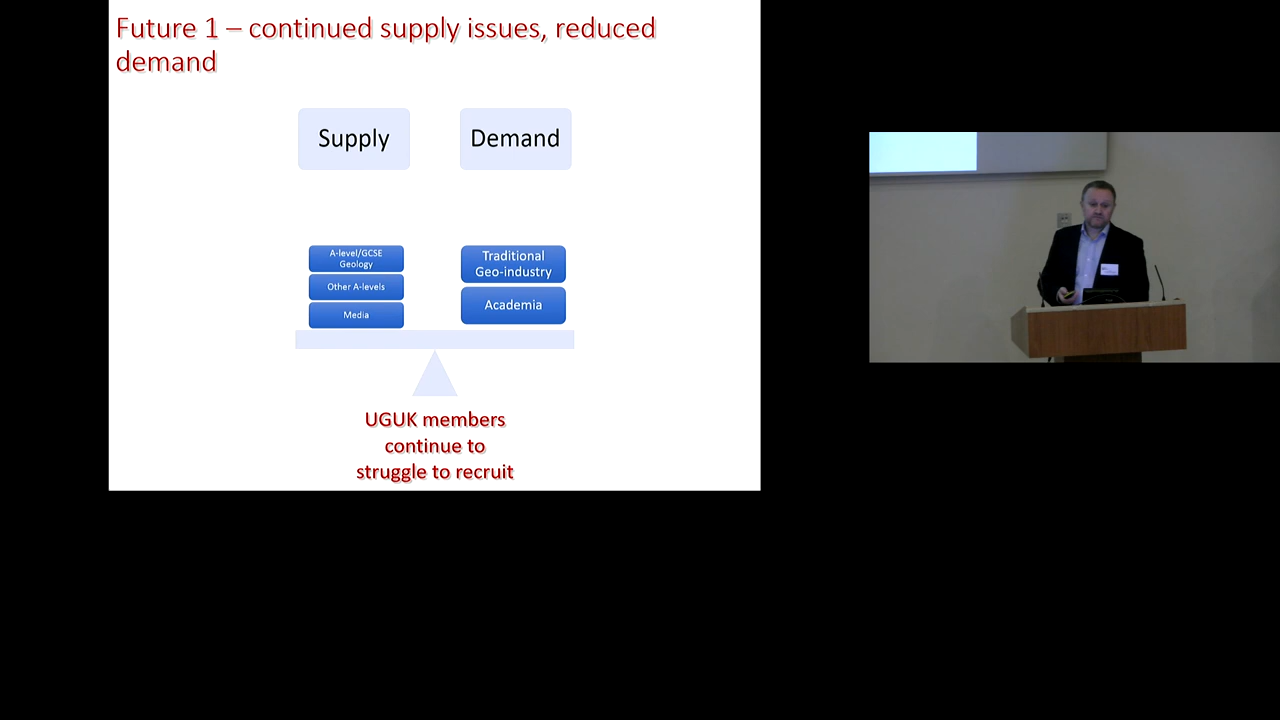 Future 1 – continued supply issues, reduced
demand
Supply
Demand
A-level/GCSE
Geology
Other A-levels
Media
Traditional
Geo-industry
Academia
UGUK members
continue to
struggle to recruit